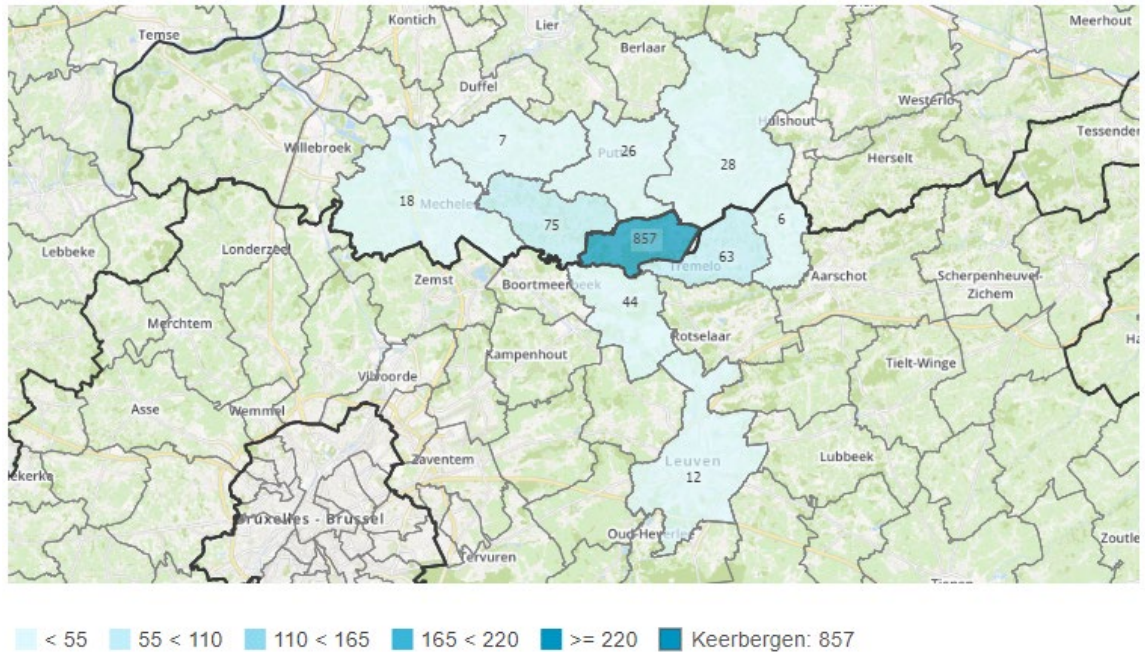 Temse
Kontich
Lier
Meerhout
Berlaar
Duffel
Westerlo
Hulshout
Tessender
Willebroek
7
26
Herselt
28
18
75
6
857
Lebbeke
Londerzeel
63
Tremelo
Zemst
Boortmeerbeek
Aarschot
Scherpenheuvel-
Zichem
44
Merchtem
Rotselaar
Kampenhout
Tielt-Winge
Vilvoorde
Asse
Wemmel
Zaventem
Leuven
12
Lubbeek
ekerke
Bruxelles - Brussel
Oud-Heverlee
Tervuren
Zoutle
< 55
55 < 110
110 < 165
165 < 220
>= 220
Keerbergen: 857